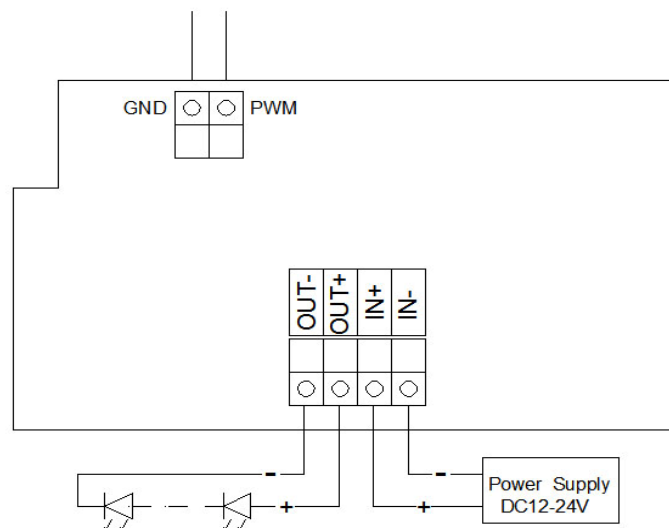 GND PWM
OUT- OUT+ IN+ IN-
- -
+ +
Power Supply
DC12-24V